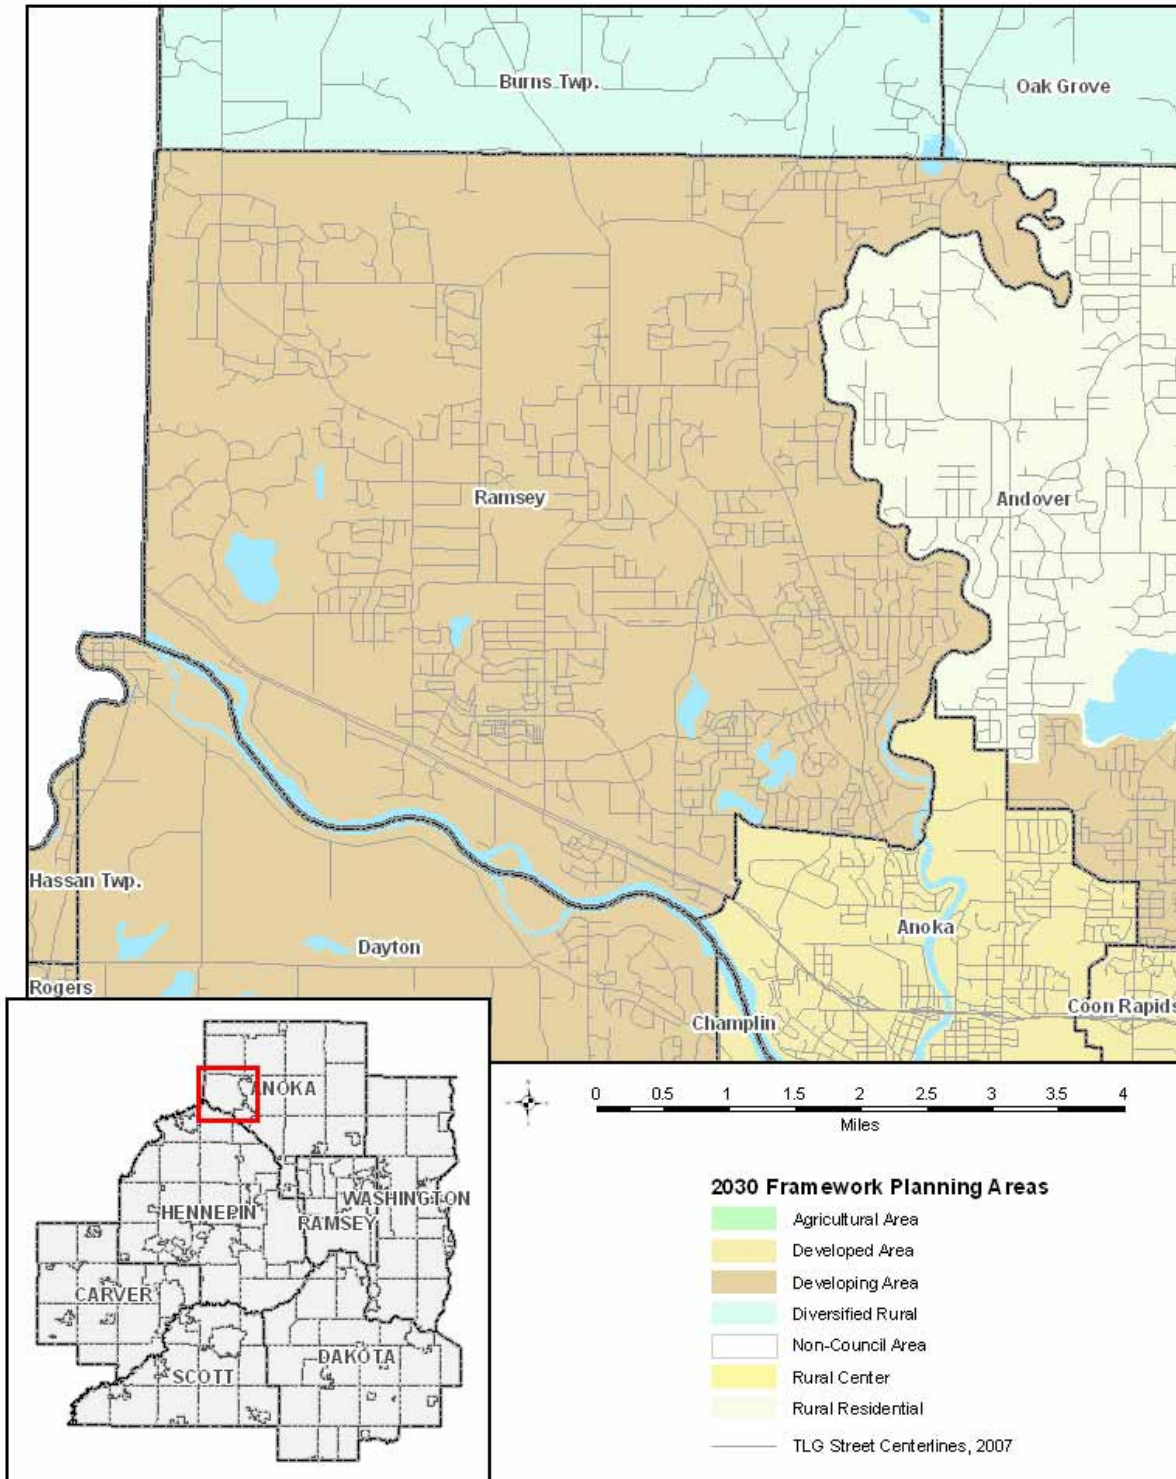 Burns Twp.
Oak Grove
Ramsey
Andover
Hassan Twp.
Dayton
Anoka
Rogers
Coon Rapids
Champlin
ANOKA
HENNEPIN
WASHINGTON
RAMSEY
CARVER
SCOTT
DAKOTA
0 0.5 1 1.5 2 2.5 3 3.5 4
Miles
2030 Framework Planning Areas
Agricultural Area
Developed Area
Developing Area
Diversified Rural
Non-Council Area
Rural Center
Rural Residential
TLG Street Centerlines, 2007